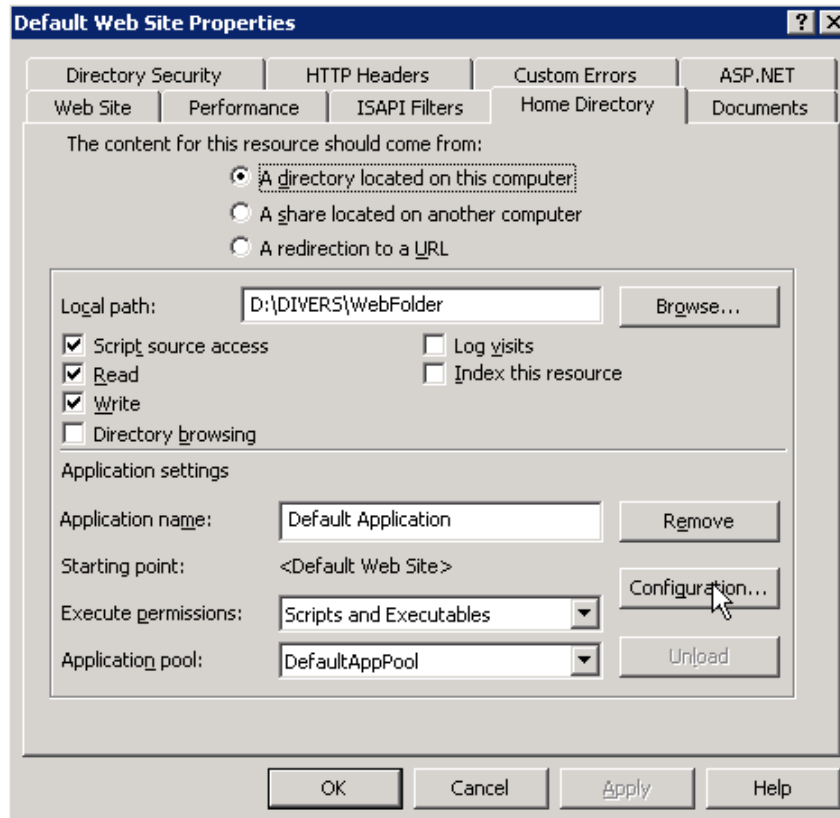 Default Web Site Properties
Directory Security HTTP Headers Custom Errors ASP.NET
Web Site Performance ISAPI Filters Home Directory Documents
The content for this resource should come from:
A directory located on this computer
A share located on another computer
A redirection to a URL
Local path: D:\DIVERS\WebFolder Browse...
Script source access Log visits
Read Index this resource
Write
Directory browsing
Application settings
Application name: Default Application Remove
Starting point: <Default Web Site>
Configuration...
Execute permissions: Scripts and Executables
Application pool: DefaultAppPool Unload
OK Cancel Apply Help